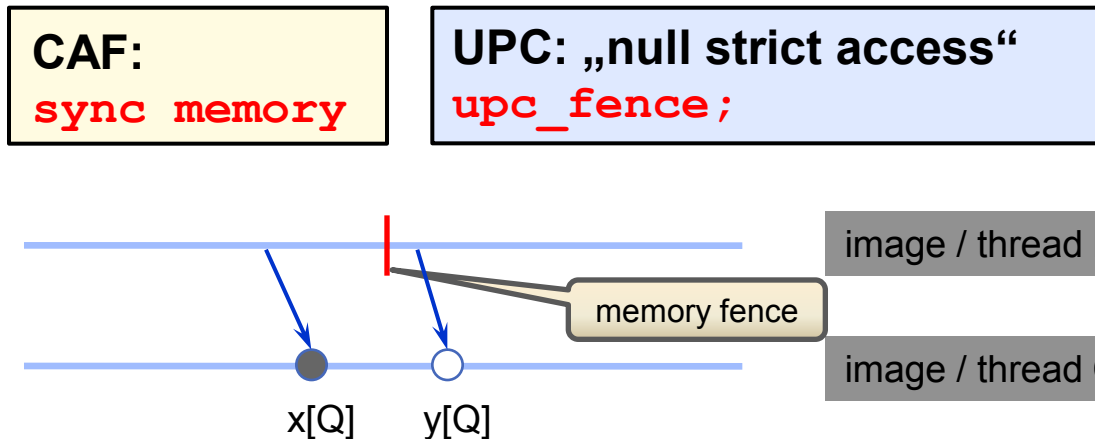 CAF:
sync memory
UPC: „null strict access“
upc_fence;
image / thread
memory fence
image / thread
x[Q] y[Q]